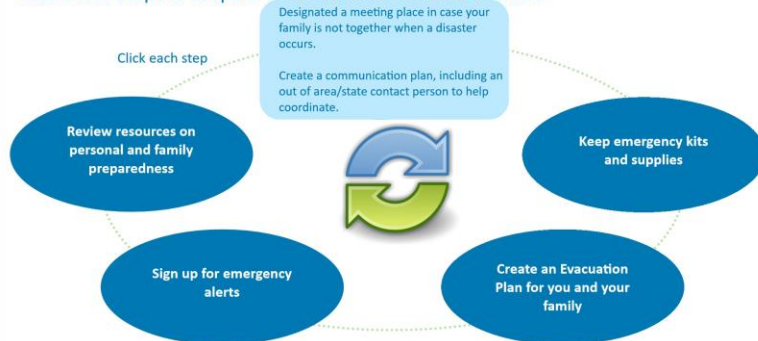 Designated a meeting place in case your
family is not together when a disaster
occurs.
Create a communication plan, including an
out of area/state contact person to help
coordinate.
Click each step
Review resources on
personal and family
preparedness
Keep emergency kits
and supplies
Sign up for emergency
alerts
Create an Evacuation
Plan for you and your
family